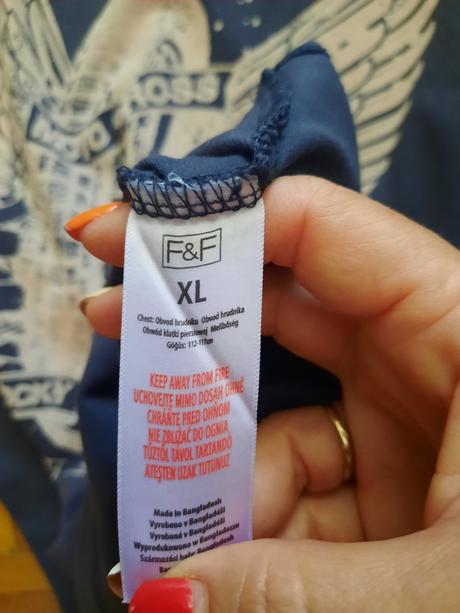 MOTO CROSS
F&F
XL
Chest: Obvod hrudníku Obvod hrudníka
Obwód klatki piersiowej Mellbőség
Göğüs: 112-117cm
KEEP AWAY FROM FIRE
UCHOVEJTE MIMO DOSAH OHNĚ
CHRÁŇTE PRED OHŇOM
NIE ZBLIŻAĆ DO OGNIA
TŰZTŐL TÁVOL TARTANDÓ
ATEŞTEN UZAK TUTUNUZ
Made in Bangladesh
Vyrobeno v Bangladéši
Vyrobené v Bangladéši
Wyprodukowano w Bangladeszu
Származási hely: Bangladesh